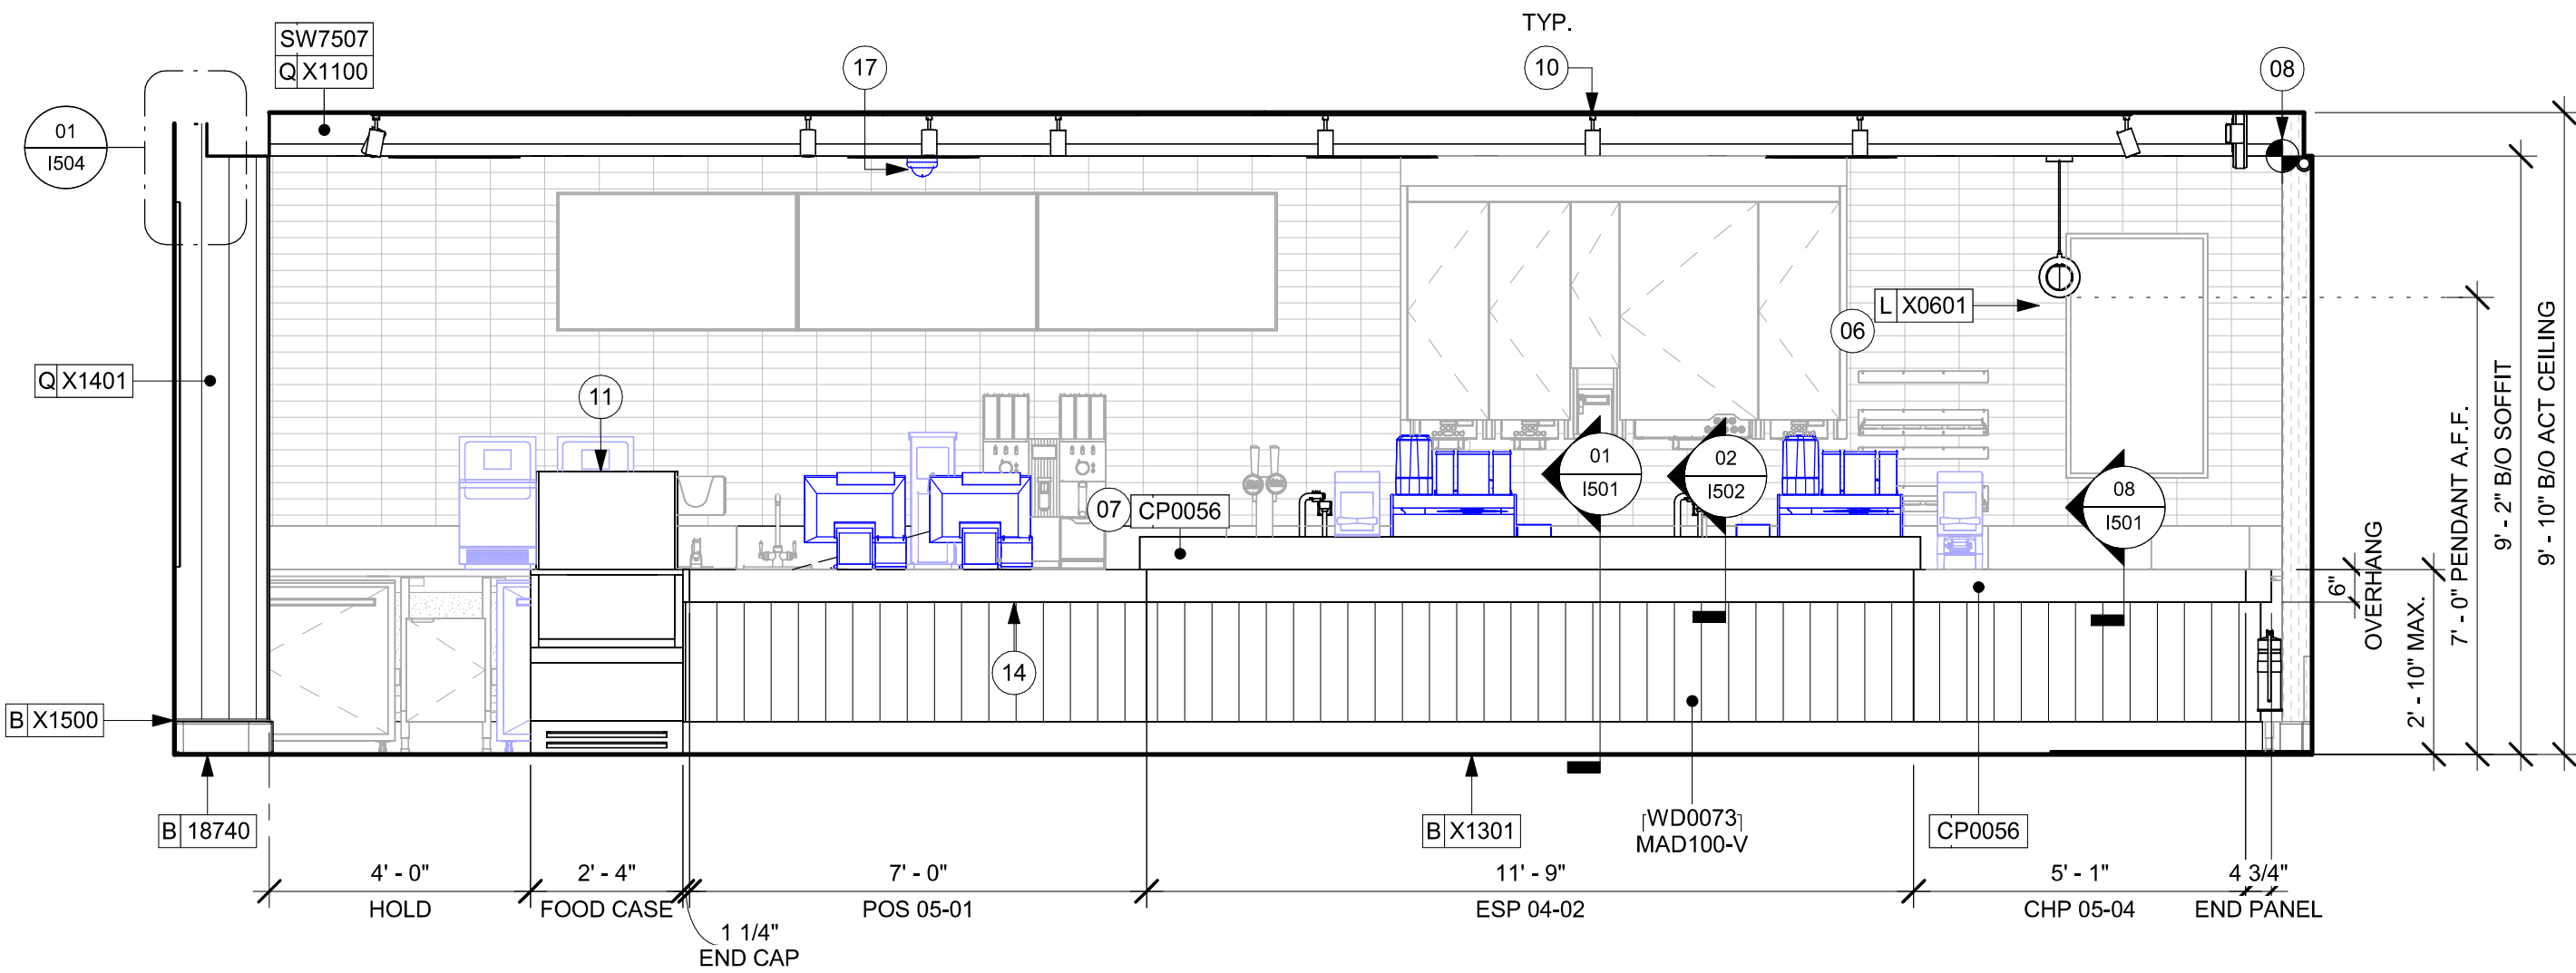 TYP.
SW7507
Q X1100
17
10
08
01
I504
L X0601
06
Q X1401
11
01
I501
02
I502
08
I501
07
CP0056
14
B X1500
B 18740
B X1301
WD0073
MAD100-V
CP0056
6"
OVERHANG
2' - 10" MAX.
7' - 0" PENDANT A.F.F.
9' - 2" B/O SOFFIT
9' - 10" B/O ACT CEILING
4' - 0"
HOLD
2' - 4"
FOOD CASE
1 1/4"
END CAP
7' - 0"
POS 05-01
11' - 9"
ESP 04-02
5' - 1"
CHP 05-04
4 3/4"
END PANEL